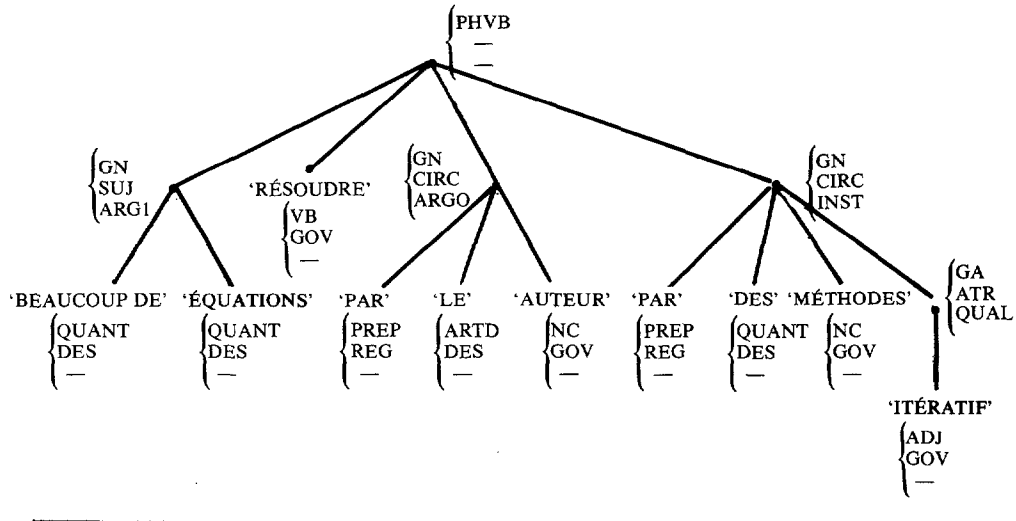 PHVB
—
—
GN
SUJ
ARG1
‘RÉSOUDRE’
VB
GOV
—
GN
CIRC
ARGO
GN
CIRC
INST
‘BEAUCOUP DE’ ‘ÉQUATIONS’ ‘PAR’ ‘LE’ ‘AUTEUR’ ‘PAR’ ‘DES’ ‘MÉTHODES’
QUANT
DES
—
QUANT
DES
—
PREP
REG
—
ARTD
DES
—
NC
GOV
—
PREP
REG
—
QUANT
DES
—
NC
GOV
—
GA
ATR
QUAL
‘ITÉRATIF’
ADJ
GOV
—